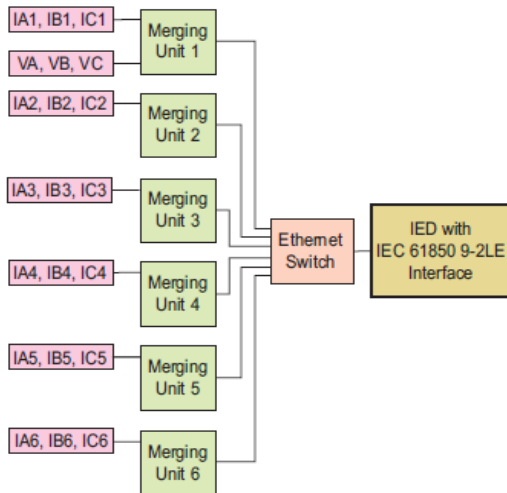 IA1, IB1, IC1
Merging
Unit 1
VA, VB, VC
IA2, IB2, IC2
Merging
Unit 2
IA3, IB3, IC3
Merging
Unit 3
Ethernet
Switch
IED with
IEC 61850 9-2LE
Interface
IA4, IB4, IC4
Merging
Unit 4
IA5, IB5, IC5
Merging
Unit 5
IA6, IB6, IC6
Merging
Unit 6